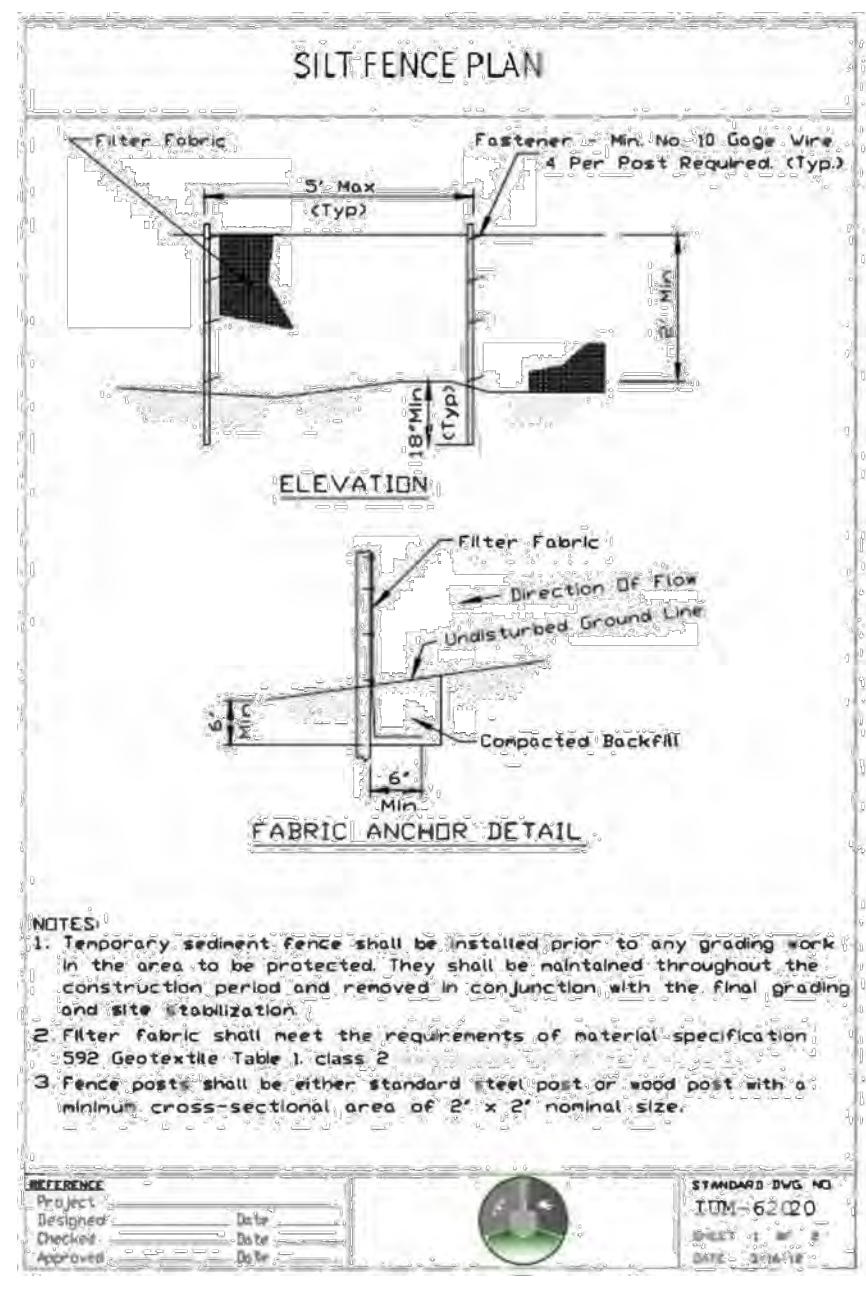 SILT FENCE PLAN
Filter Fabric
Fastener - Min. No. 10 Gage Wire
4 Per Post Required. (Typ.)
5' Max
(Typ)
2' Min
18" Min
(Typ)
ELEVATION
Filter Fabric
Direction Of Flow
Undisturbed Ground Line
6"
Min
Compacted Backfill
6"
Min
FABRIC ANCHOR DETAIL
NOTES:
1. Temporary sediment fence shall be installed prior to any grading work
in the area to be protected. They shall be maintained throughout the
construction period and removed in conjunction with the final grading
and site stabilization.
2. Filter fabric shall meet the requirements of material specification
592 Geotextile Table 1. class 2
3. Fence posts shall be either standard steel post or wood post with a
minimum cross-sectional area of 2" x 2" nominal size.
REFERENCE
Project
Designed Date
Checked Date
Approved Date
STANDARD DWG NO.
62020
SHEET 1 OF 2
DATE